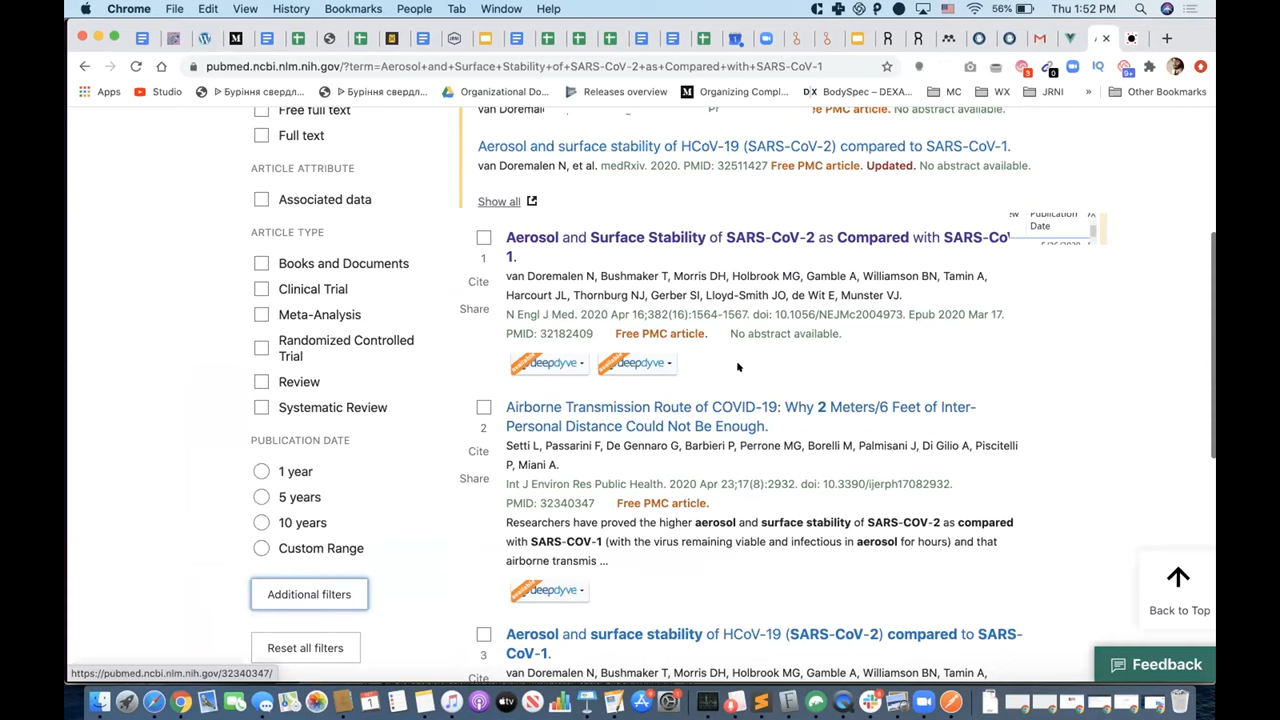 Chrome File Edit View History Bookmarks People Tab Window Help 56% Thu 1:52 PM
pubmed.ncbi.nlm.nih.gov/?term=Aerosol+and+Surface+Stability+of+SARS-CoV-2+as+Compared+with+SARS-CoV-1
Apps Studio Буріння свердл... Буріння свердл... Organizational Do... Releases overview Organizing Compl... BodySpec – DEXA... MC WX JRNI » Other Bookmarks
Free full text
Full text
ARTICLE ATTRIBUTE
Associated data
ARTICLE TYPE
Books and Documents
Clinical Trial
Meta-Analysis
Randomized Controlled
Trial
Review
Systematic Review
PUBLICATION DATE
1 year
5 years
10 years
Custom Range
Additional filters
Reset all filters
https://pubmed.ncbi.nlm.nih.gov/32340347/
van Doremal
article. No abstract available.
Aerosol and surface stability of HCoV-19 (SARS-CoV-2) compared to SARS-CoV-1.
van Doremalen N, et al. medRxiv. 2020. PMID: 32511427 Free PMC article. Updated. No abstract available.
Show all
Publication
Date
Aerosol and Surface Stability of SARS-CoV-2 as Compared with SARS-Co
1.
1
Cite
Share
van Doremalen N, Bushmaker T, Morris DH, Holbrook MG, Gamble A, Williamson BN, Tamin A,
Harcourt JL, Thornburg NJ, Gerber SI, Lloyd-Smith JO, de Wit E, Munster VJ.
N Engl J Med. 2020 Apr 16;382(16):1564-1567. doi: 10.1056/NEJMc2004973. Epub 2020 Mar 17.
PMID: 32182409 Free PMC article. No abstract available.
deepdyve deepdyve
Airborne Transmission Route of COVID-19: Why 2 Meters/6 Feet of Inter-
Personal Distance Could Not Be Enough.
2
Cite
Share
Setti L, Passarini F, De Gennaro G, Barbieri P, Perrone MG, Borelli M, Palmisani J, Di Gilio A, Piscitelli
P, Miani A.
Int J Environ Res Public Health. 2020 Apr 23;17(8):2932. doi: 10.3390/ijerph17082932.
PMID: 32340347 Free PMC article.
Researchers have proved the higher aerosol and surface stability of SARS-COV-2 as compared
with SARS-COV-1 (with the virus remaining viable and infectious in aerosol for hours) and that
airborne transmis ...
deepdyve
Aerosol and surface stability of HCoV-19 (SARS-CoV-2) compared to SARS-
CoV-1.
3
Cite
van Doremalen N, Bushmaker T, Morris DH, Holbrook MG, Gamble A, Williamson BN, Tamin A,
Back to Top
Feedback